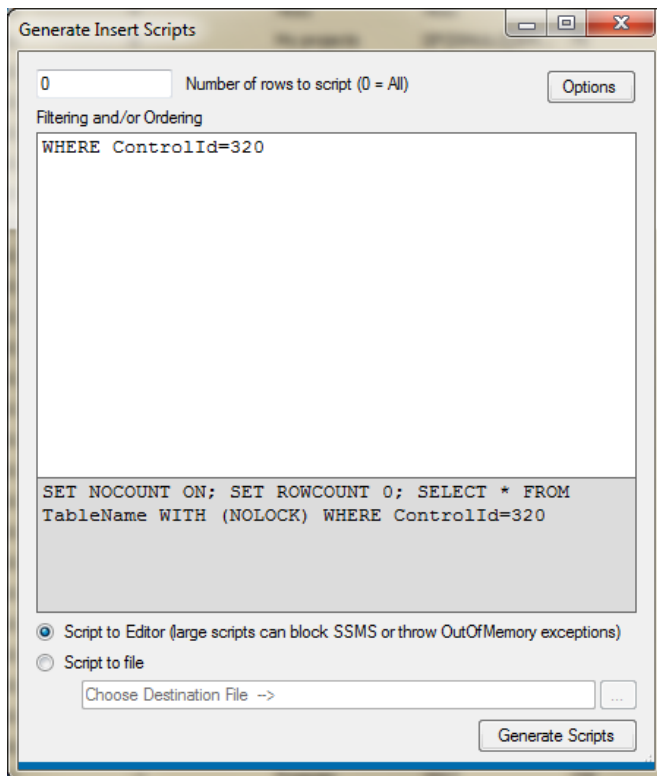 Generate Insert Scripts
0 Number of rows to script (0 = All) Options
Filtering and/or Ordering
WHERE ControlId=320
SET NOCOUNT ON; SET ROWCOUNT 0; SELECT * FROM
TableName WITH (NOLOCK) WHERE ControlId=320
Script to Editor (large scripts can block SSMS or throw OutOfMemory exceptions)
Script to file
Choose Destination File --> ...
Generate Scripts